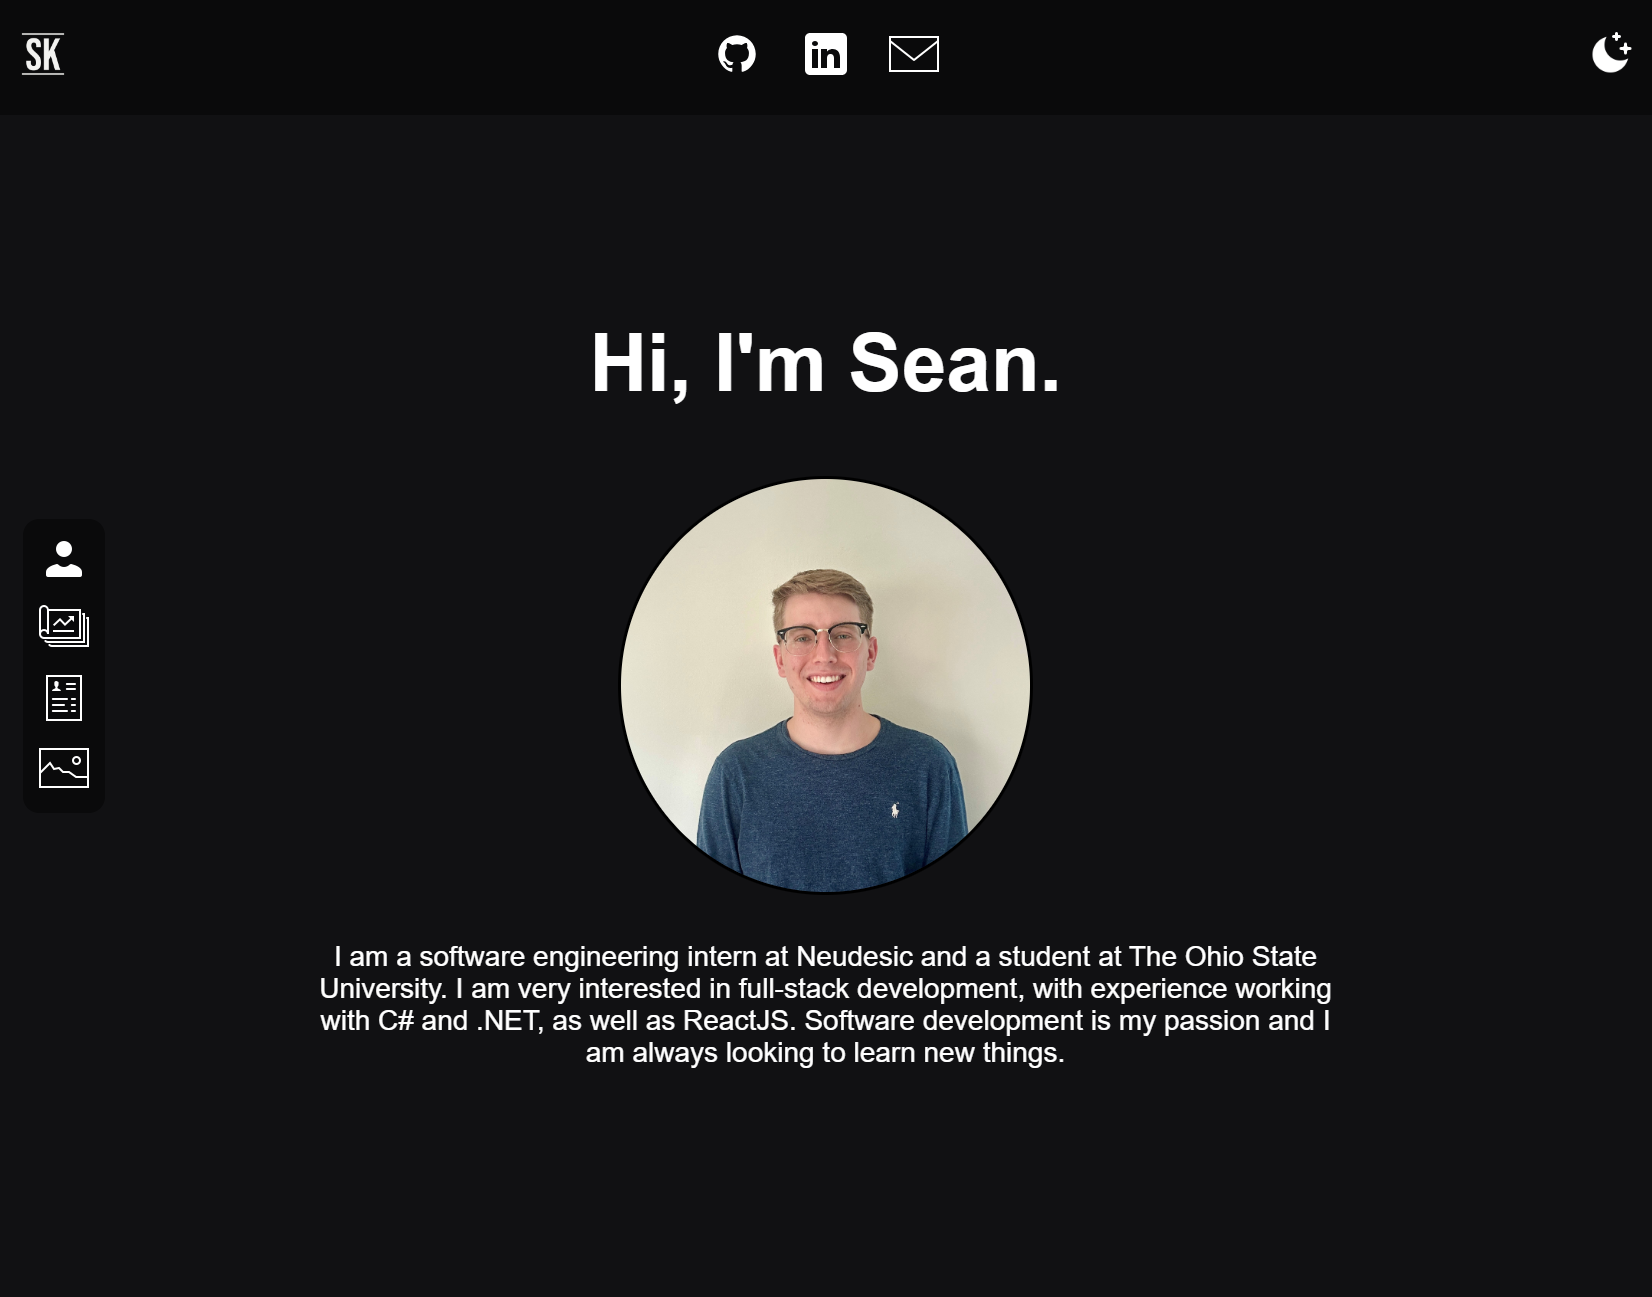 SK
in
Hi, I'm Sean.
I am a software engineering intern at Neudesic and a student at The Ohio State
University. I am very interested in full-stack development, with experience working
with C# and .NET, as well as ReactJS. Software development is my passion and I
am always looking to learn new things.